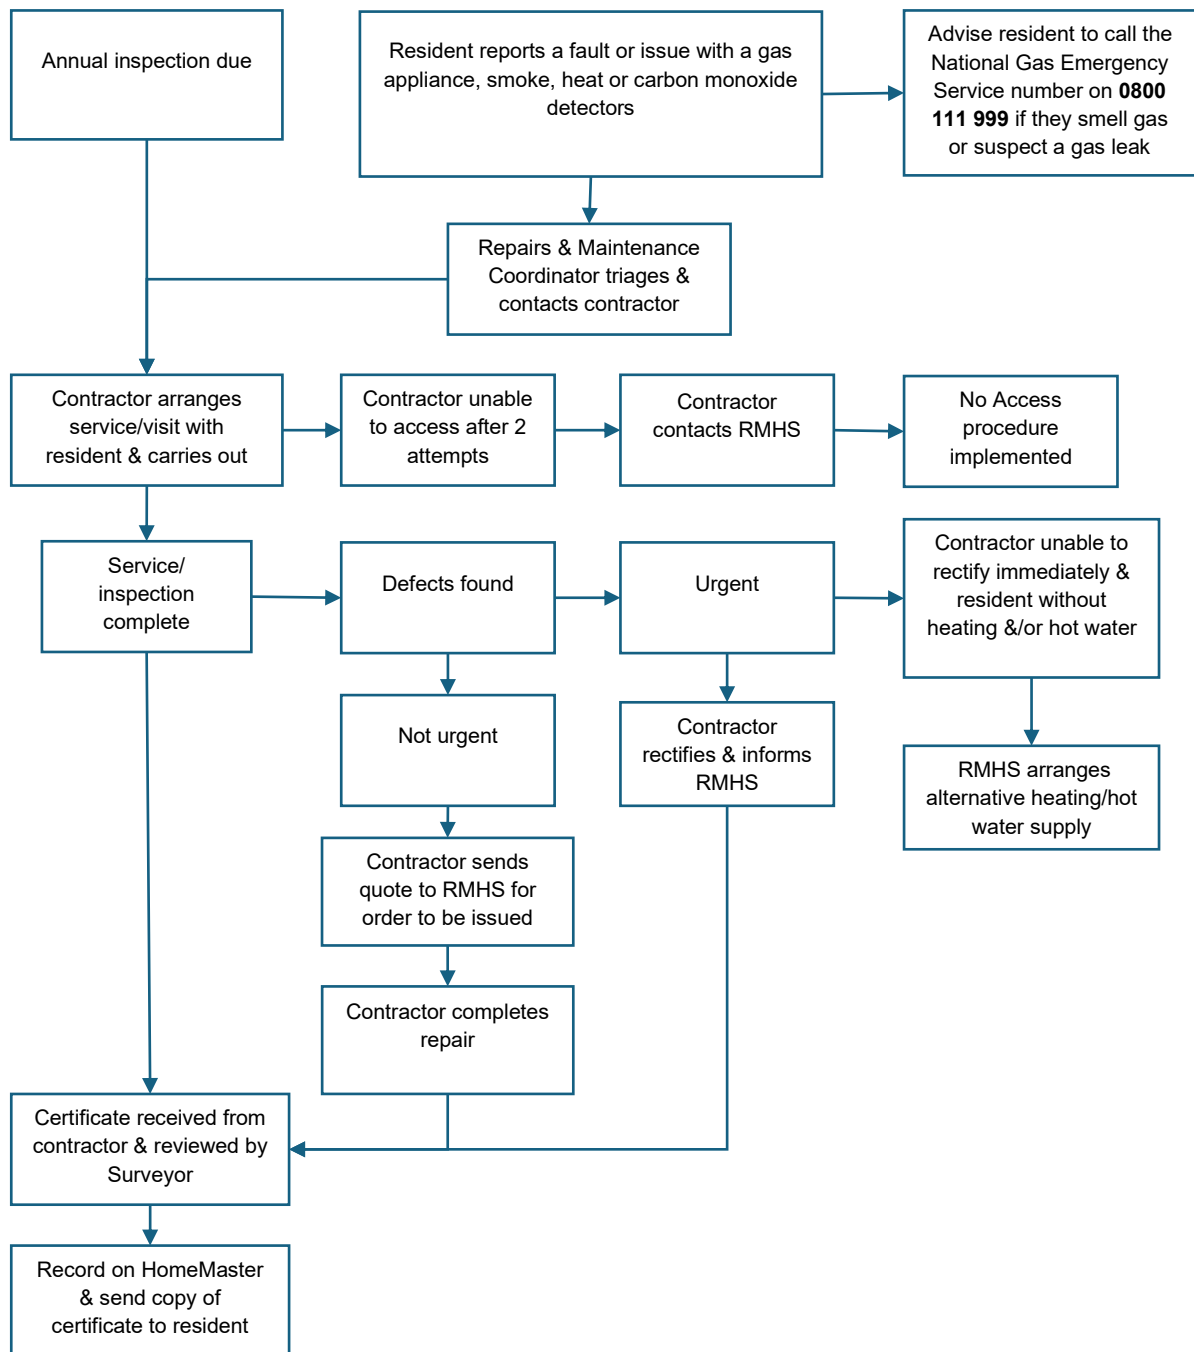 Annual inspection due
Resident reports a fault or issue with a gas
appliance, smoke, heat or carbon monoxide
detectors
Advise resident to call the
National Gas Emergency
Service number on 0800
111 999 if they smell gas
or suspect a gas leak
Repairs & Maintenance
Coordinator triages &
contacts contractor
Contractor arranges
service/visit with
resident & carries out
Contractor unable
to access after 2
attempts
Contractor
contacts RMHS
No Access
procedure
implemented
Service/
inspection
complete
Defects found
Urgent
Contractor unable to
rectify immediately &
resident without
heating &/or hot water
Not urgent
Contractor
rectifies & informs
RMHS
RMHS arranges
alternative heating/hot
water supply
Contractor sends
quote to RMHS for
order to be issued
Contractor completes
repair
Certificate received from
contractor & reviewed by
Surveyor
Record on HomeMaster
& send copy of
certificate to resident